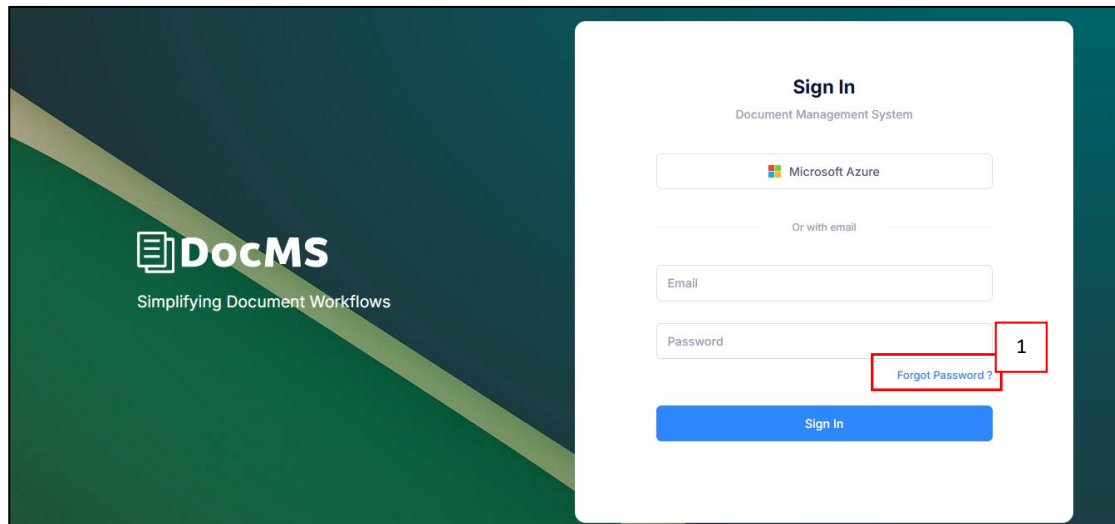 DocMS
Simplifying Document Workflows
Sign In
Document Management System
Microsoft Azure
Or with email
Email
Password
1
Forgot Password ?
Sign In